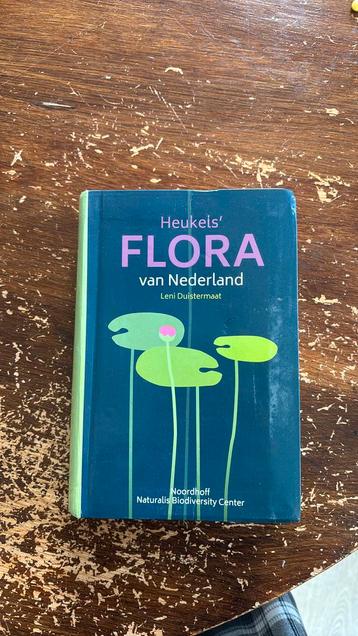 Heukels'
FLORA
van Nederland
Leni Duistermaat
Noordhoff
Naturalis Biodiversity Center